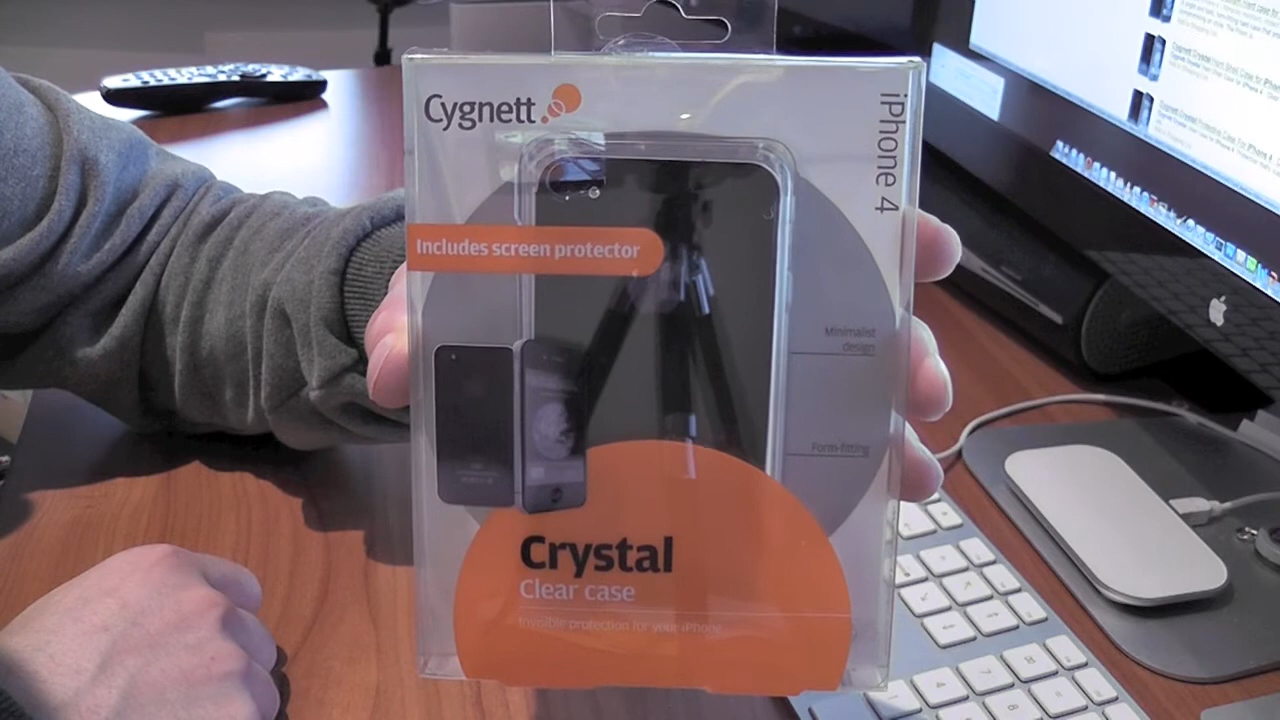 Cygnett
iPhone 4
Includes screen protector
Minimalist
design
Form-fitting
Crystal
Clear case
Invisible protection for your iPhone